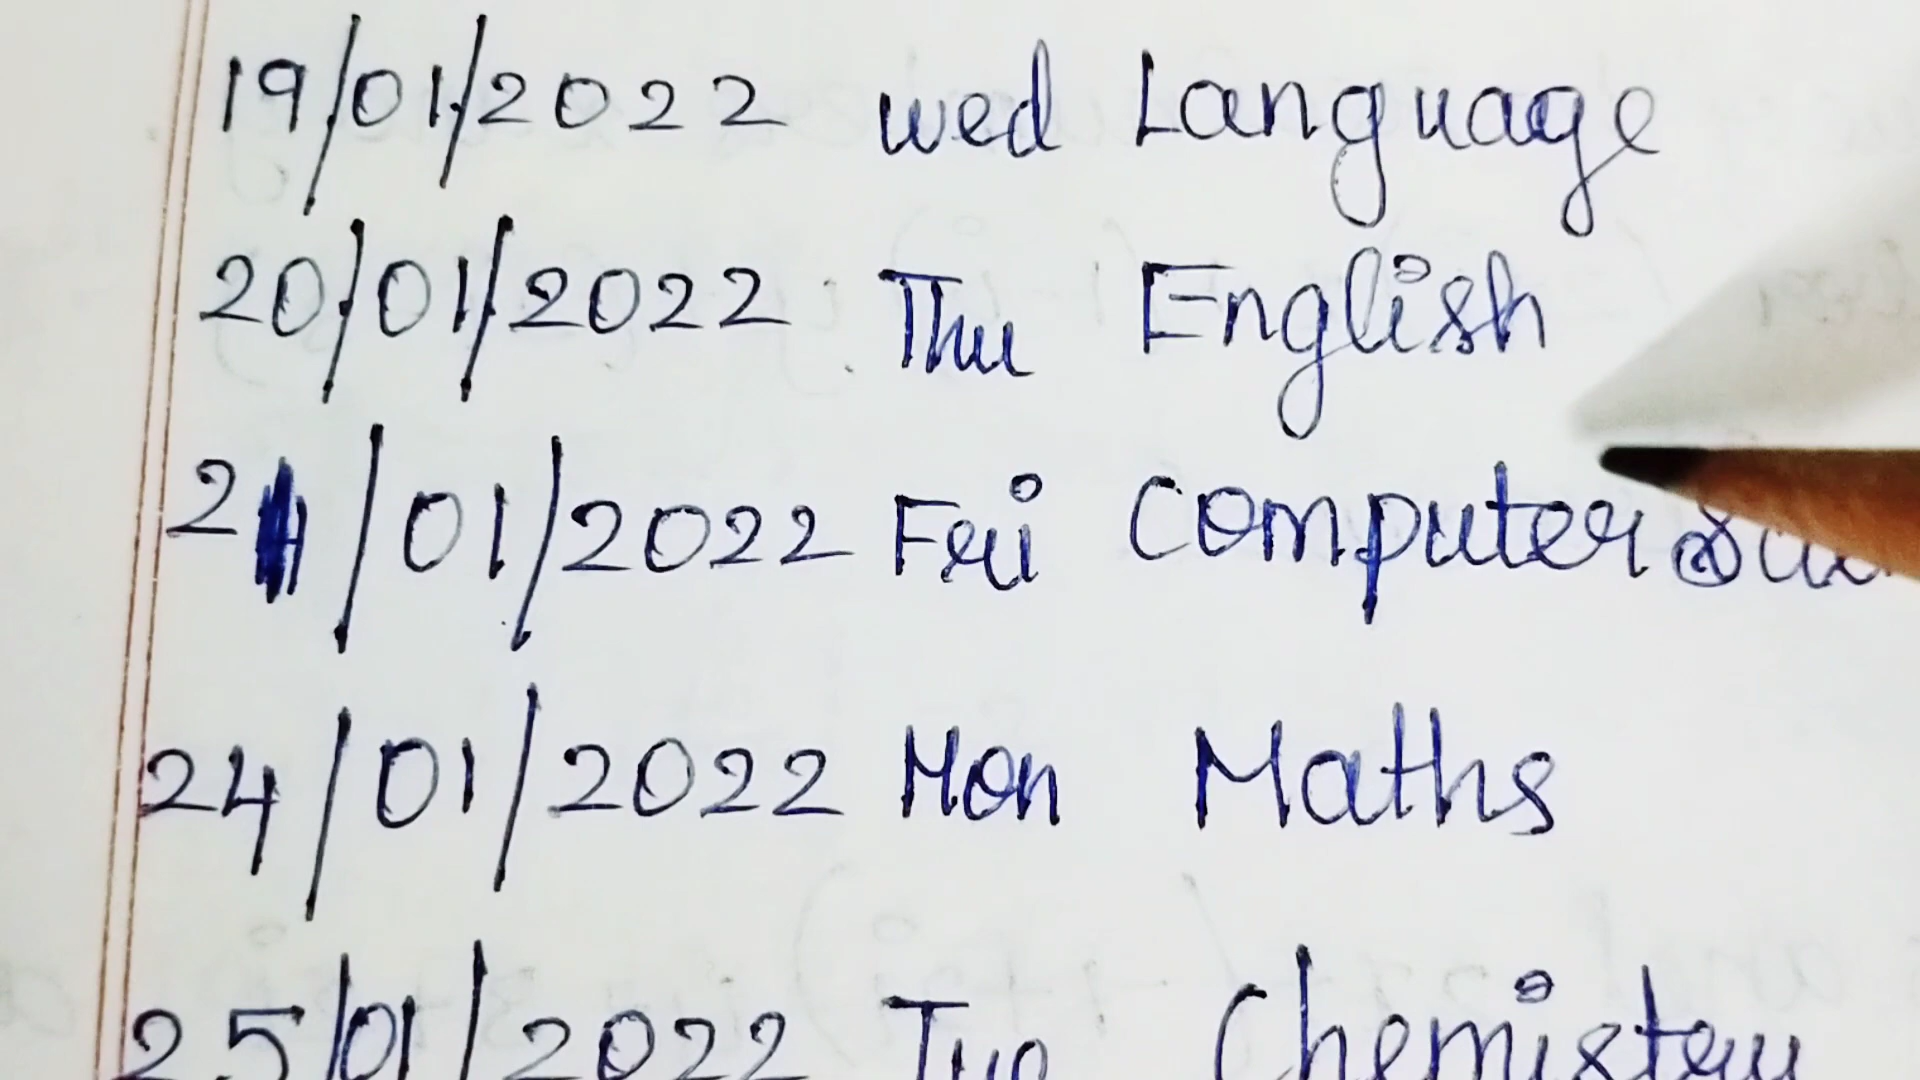 19/01/2022 wed Language
20/01/2022 Thu English
21/01/2022 Fri Computer
24/01/2022 Mon Maths
25/01/2022 Tue Chemistry